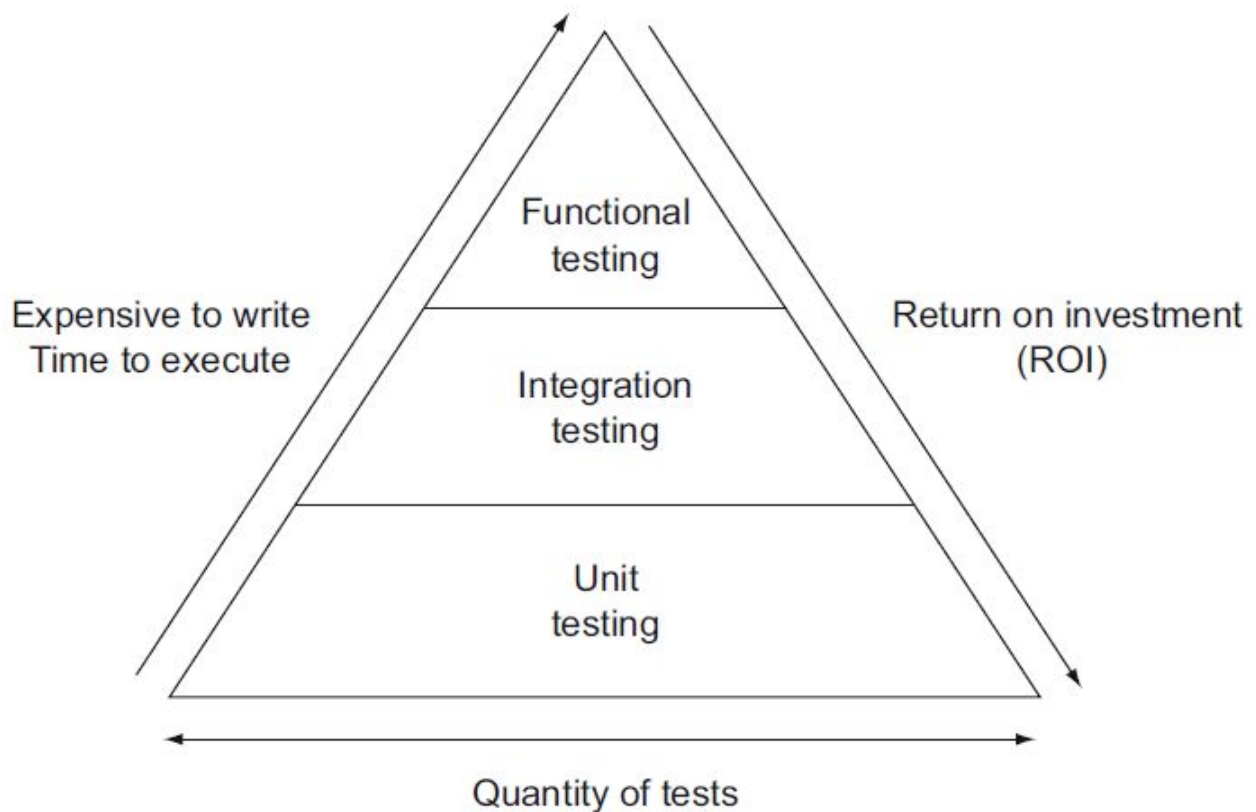 Functional
testing
Expensive to write
Time to execute
Return on investment
(ROI)
Integration
testing
Unit
testing
Quantity of tests